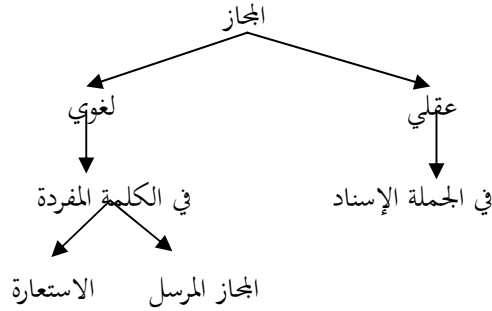 المجاز
عقلي
لغوي
في الجملة الإسناد
في الكلمة المفردة
المجاز المرسل
الاستعارة